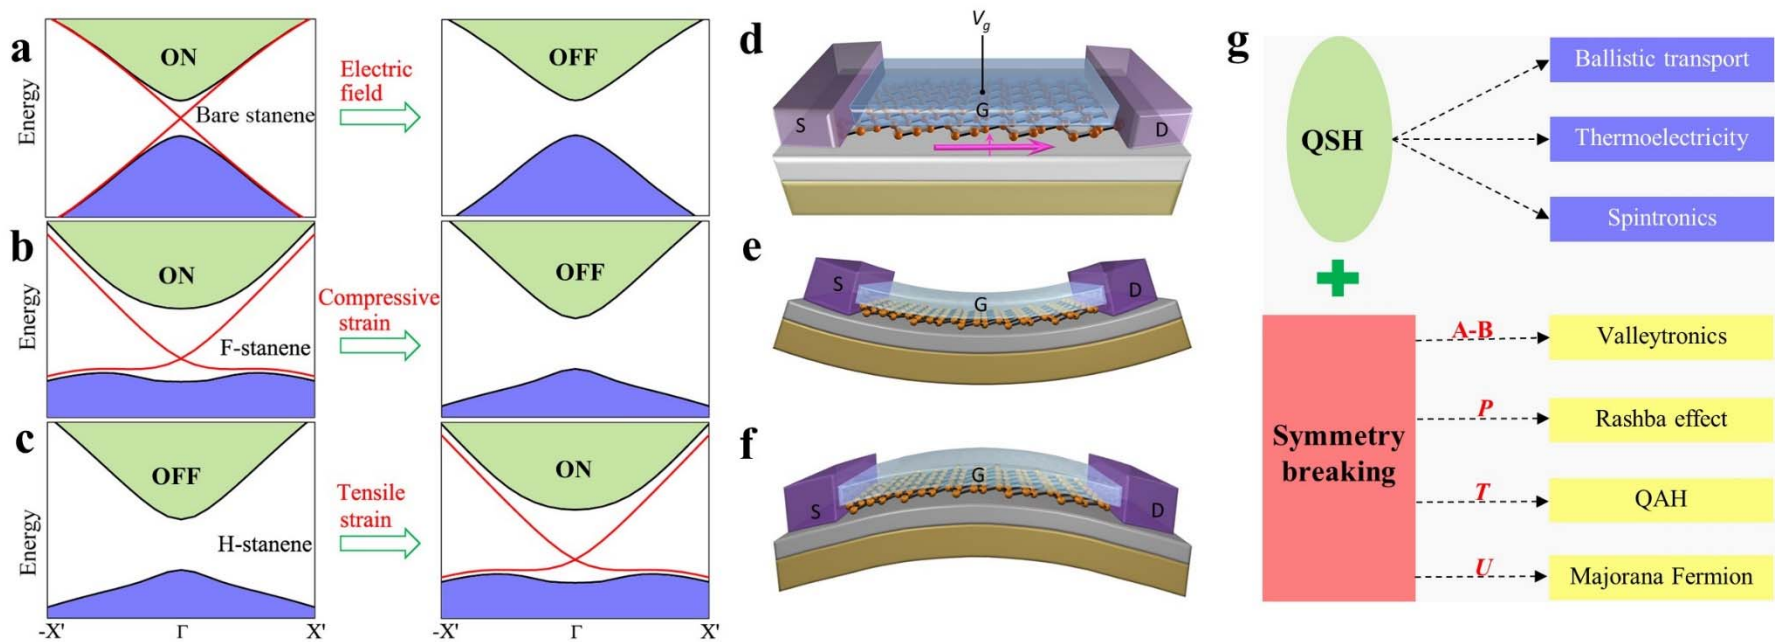 a
Energy
ON
Bare stanene
Electric
field
OFF
b
Energy
ON
F-stanene
Compressive
strain
OFF
c
Energy
OFF
H-stanene
-X' Γ X'
Tensile
strain
ON
-X' Γ X'
d
Vg
S G D
e
S G D
f
S G D
g
QSH
Ballistic transport
Thermoelectricity
Spintronics
Symmetry
breaking
A-B
Valleytronics
P
Rashba effect
T
QAH
U
Majorana Fermion